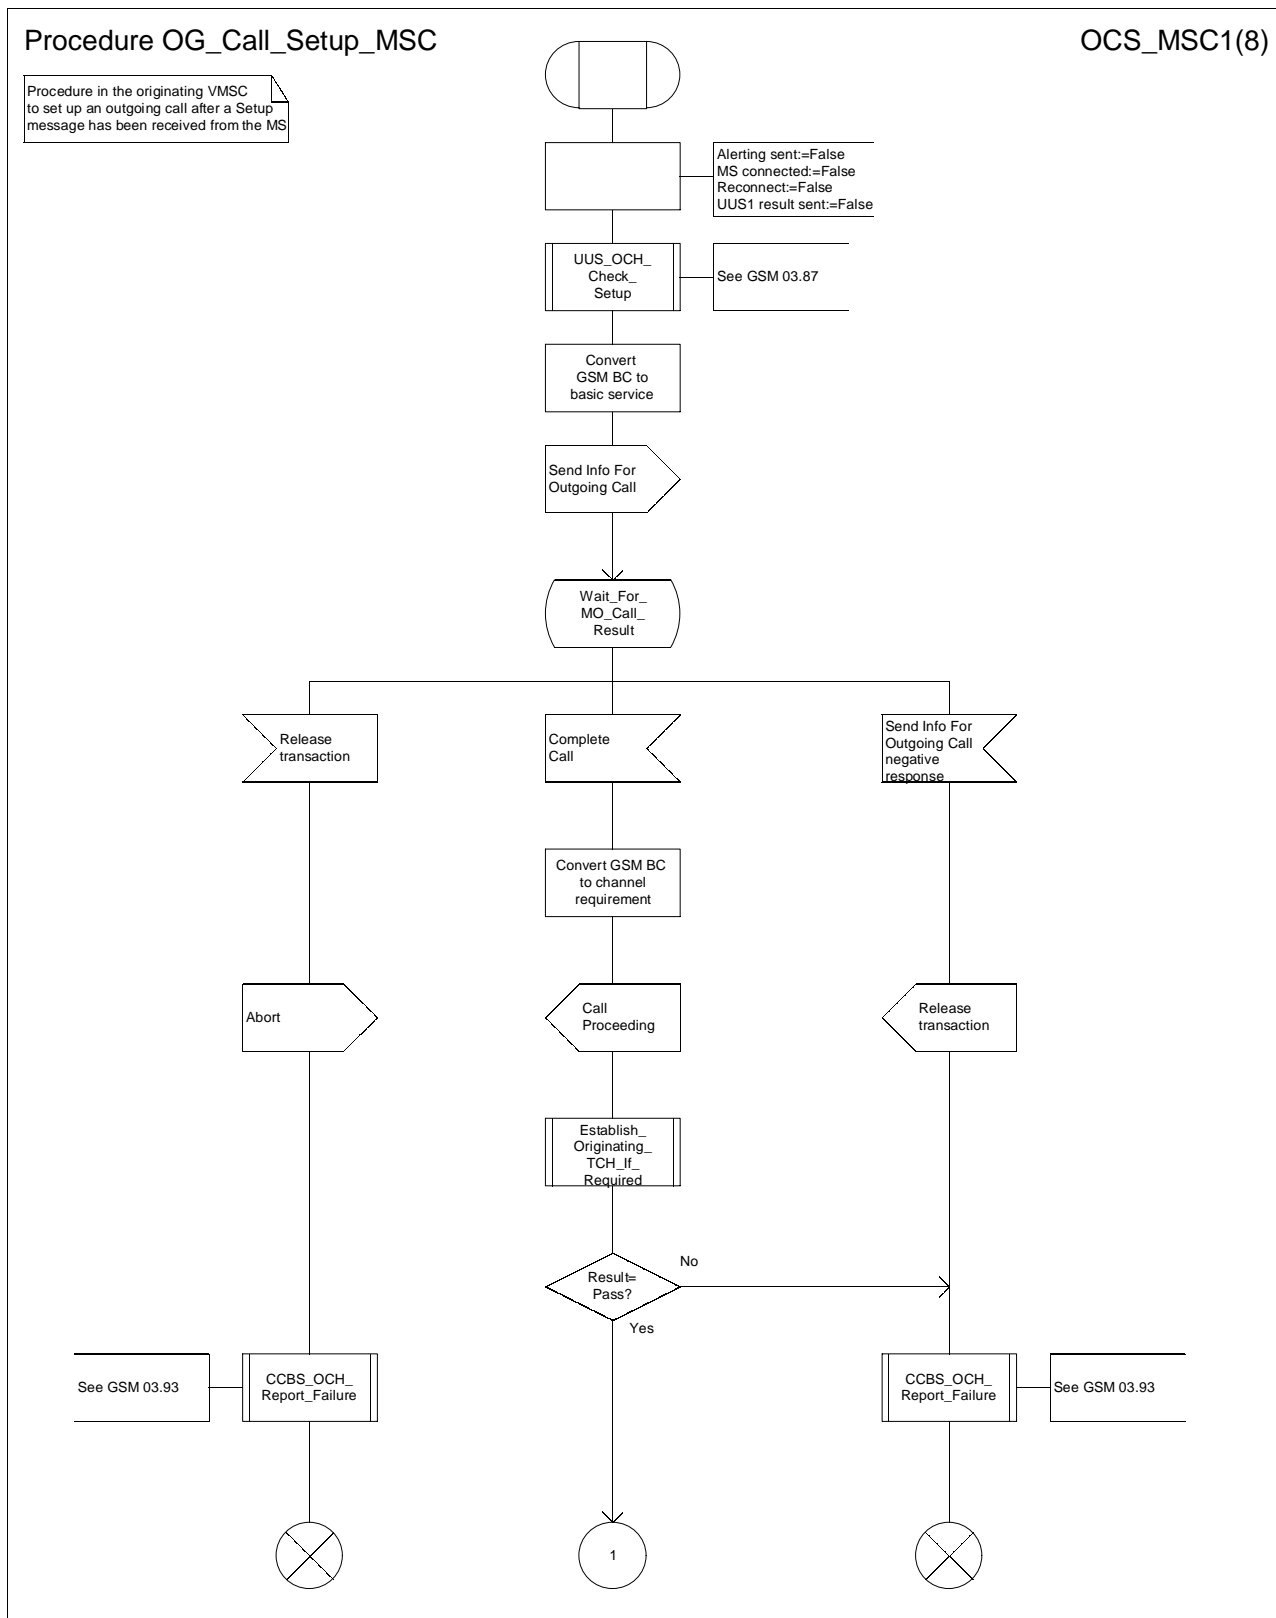 Procedure OG_Call_Setup_MSC
OCS_MSC1(8)
Procedure in the originating VMSC
to set up an outgoing call after a Setup
message has been received from the MS
Alerting sent:=False
MS connected:=False
Reconnect:=False
UUS1 result sent:=False
UUS_OCH_
Check_
Setup
See GSM 03.87
Convert
GSM BC to
basic service
Send Info For
Outgoing Call
Wait_For_
MO_Call_
Result
Release
transaction
Complete
Call
Send Info For
Outgoing Call
negative
response
Convert GSM BC
to channel
requirement
Abort
Call
Proceeding
Release
transaction
Establish_
Originating_
TCH_If_
Required
Result=
Pass?
No
Yes
See GSM 03.93
CCBS_OCH_
Report_Failure
CCBS_OCH_
Report_Failure
See GSM 03.93
1